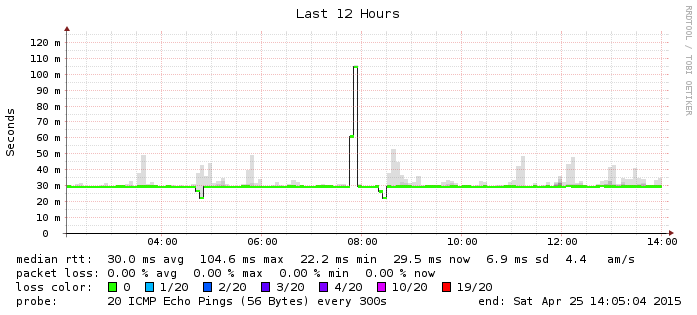 Last 12 Hours
RRDTOOL / TOBI OETIKER
Seconds
120 m
110 m
100 m
90 m
80 m
70 m
60 m
50 m
40 m
30 m
20 m
10 m
0
04:00 06:00 08:00 10:00 12:00 14:00
median rtt: 30.0 ms avg 104.6 ms max 22.2 ms min 29.5 ms now 6.9 ms sd 4.4 am/s
packet loss: 0.00 % avg 0.00 % max 0.00 % min 0.00 % now
loss color: 0 1/20 2/20 3/20 4/20 10/20 19/20
probe: 20 ICMP Echo Pings (56 Bytes) every 300s end: Sat Apr 25 14:05:04 2015